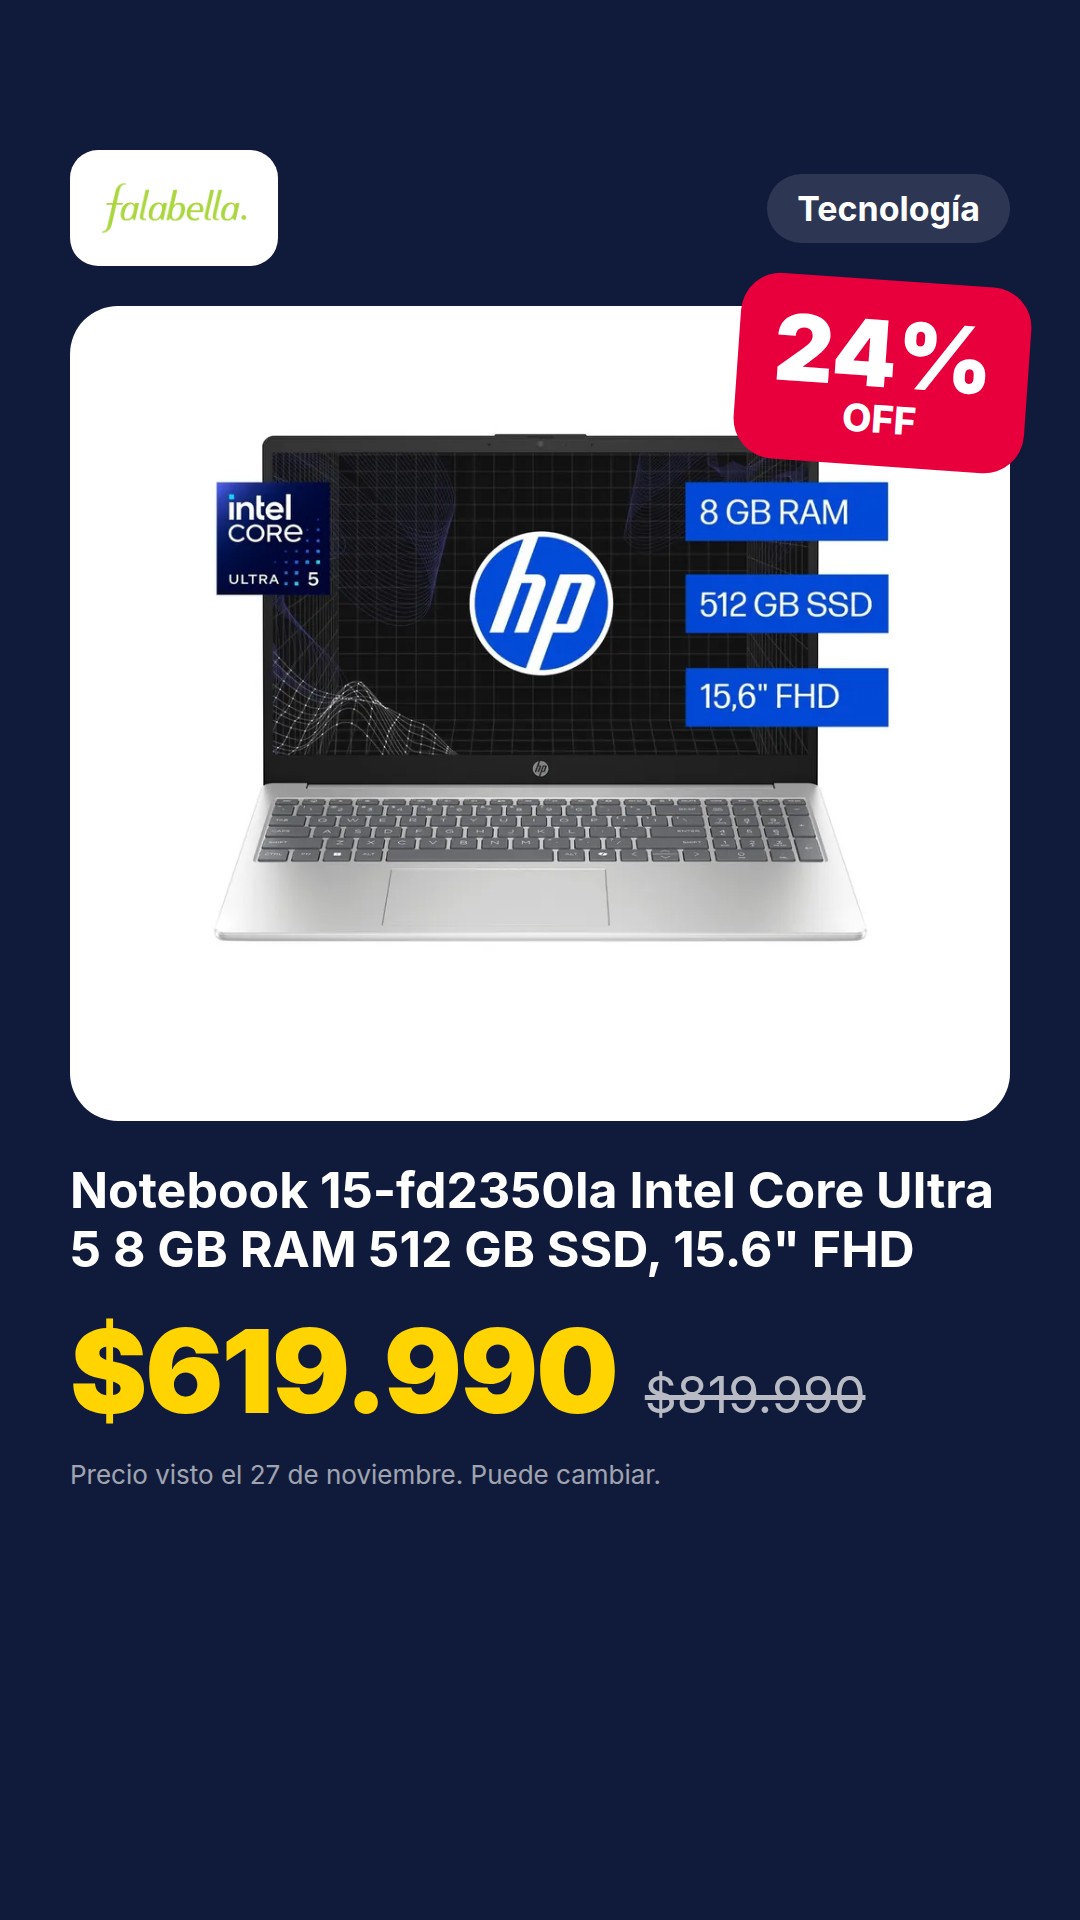 falabella.
Tecnología
24%
OFF
intel
CORE
ULTRA 5
hp
8 GB RAM
512 GB SSD
15,6" FHD
hp
Notebook 15-fd2350la Intel Core Ultra
5 8 GB RAM 512 GB SSD, 15.6" FHD
$619.990 $819.990
Precio visto el 27 de noviembre. Puede cambiar.